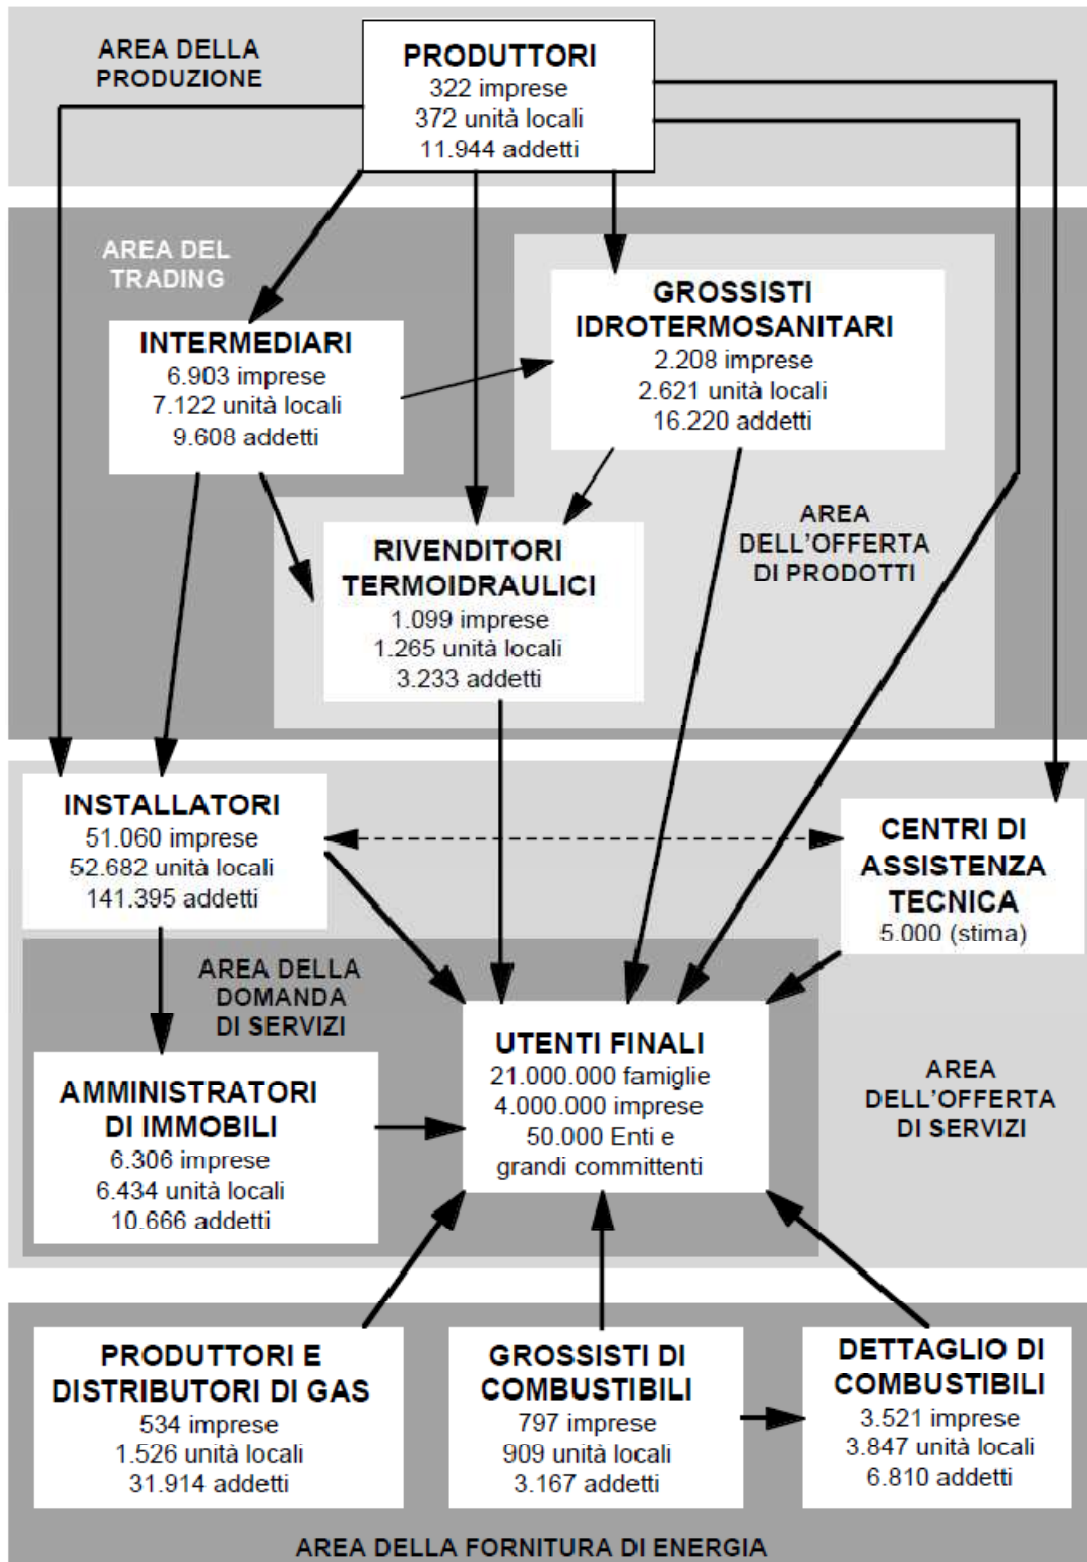 AREA DELLA
PRODUZIONE
PRODUTTORI
322 imprese
372 unità locali
11.944 addetti
AREA DEL
TRADING
GROSSISTI
IDROTERMOSANITARI
2.208 imprese
2.621 unità locali
16.220 addetti
INTERMEDIARI
6.903 imprese
7.122 unità locali
9.608 addetti
AREA
DELL'OFFERTA
DI PRODOTTI
RIVENDITORI
TERMOIDRAULICI
1.099 imprese
1.265 unità locali
3.233 addetti
INSTALLATORI
51.060 imprese
52.682 unità locali
141.395 addetti
CENTRI DI
ASSISTENZA
TECNICA
5.000 (stima)
AREA DELLA
DOMANDA
DI SERVIZI
UTENTI FINALI
21.000.000 famiglie
4.000.000 imprese
50.000 Enti e
grandi committenti
AREA
DELL'OFFERTA
DI SERVIZI
AMMINISTRATORI
DI IMMOBILI
6.306 imprese
6.434 unità locali
10.666 addetti
PRODUTTORI E
DISTRIBUTORI DI GAS
534 imprese
1.526 unità locali
31.914 addetti
GROSSISTI DI
COMBUSTIBILI
797 imprese
909 unità locali
3.167 addetti
DETTAGLIO DI
COMBUSTIBILI
3.521 imprese
3.847 unità locali
6.810 addetti
AREA DELLA FORNITURA DI ENERGIA